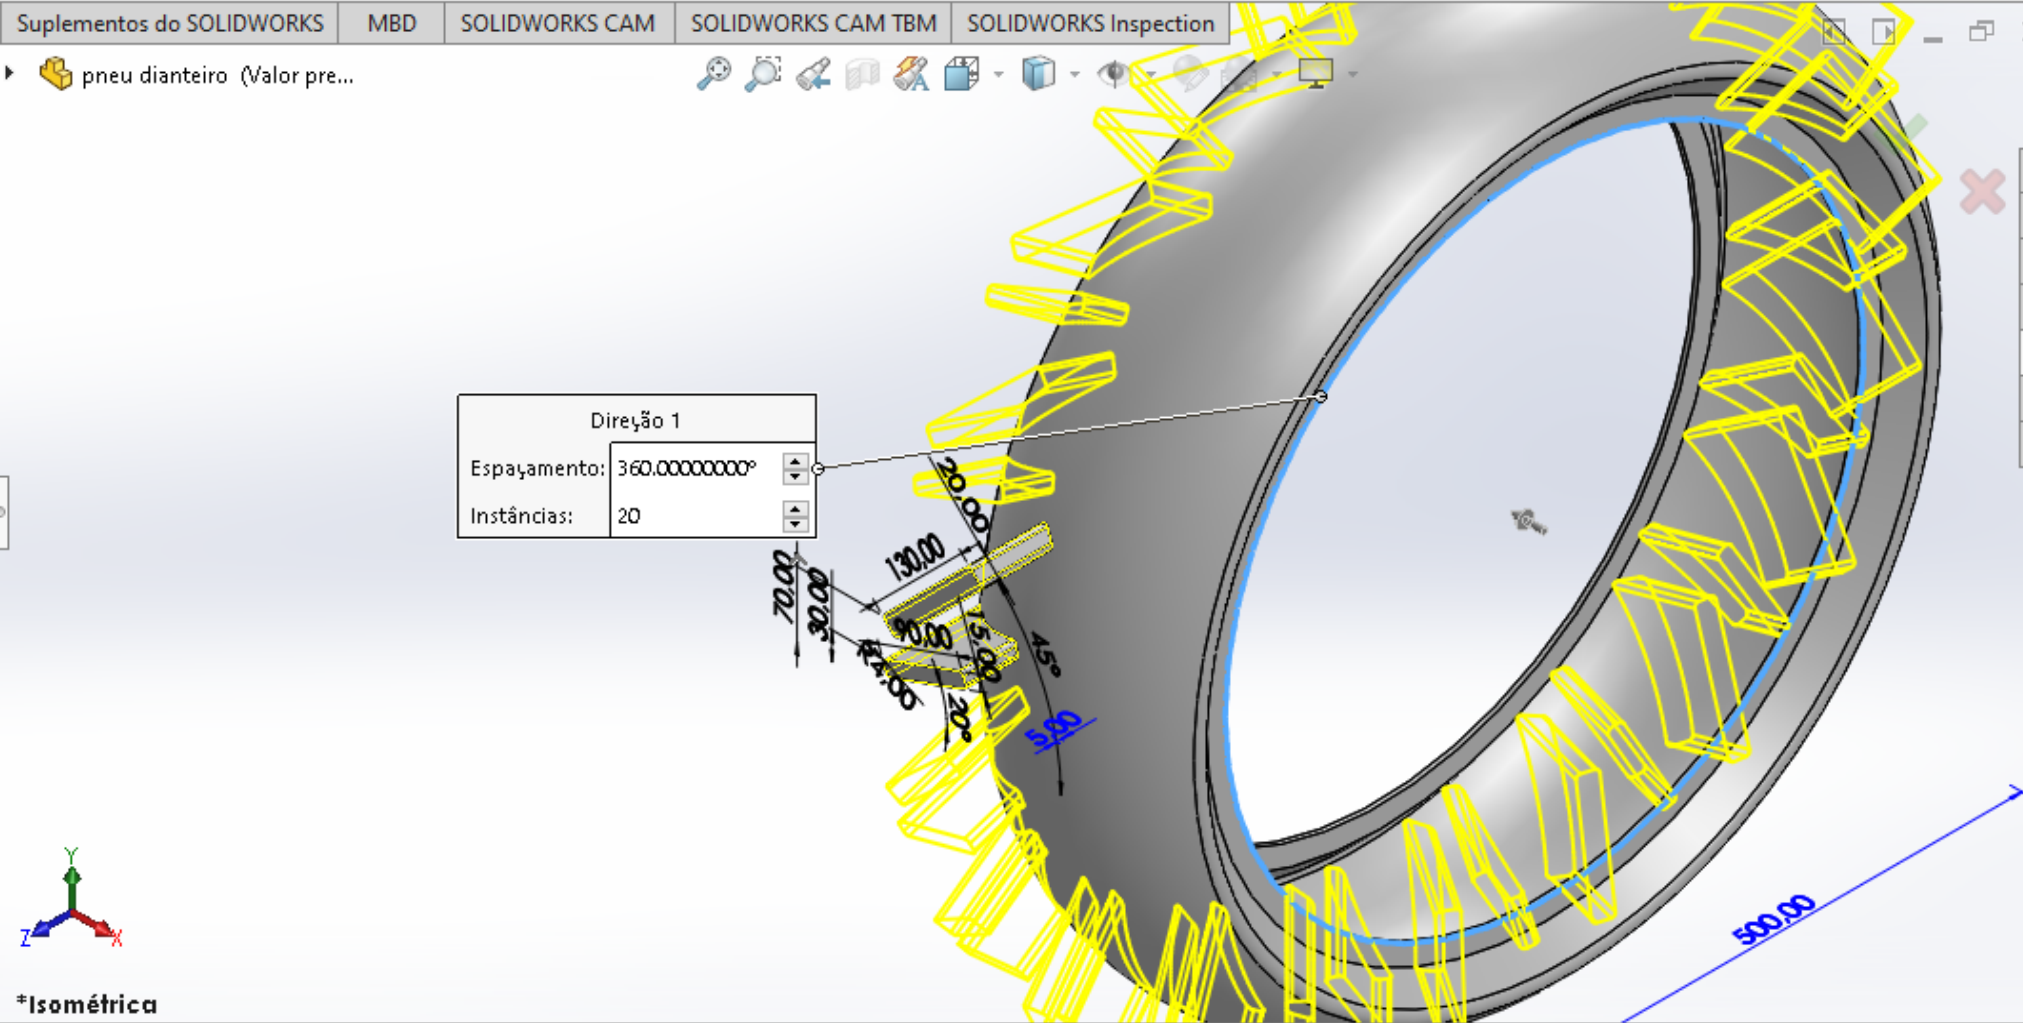 Suplementos do SOLIDWORKS MBD SOLIDWORKS CAM SOLIDWORKS CAM TBM SOLIDWORKS Inspection
pneu dianteiro (Valor pre...
Direção 1
Espaçamento: 360.00000000°
Instâncias: 20
20,00
130,00
70,00
30,00
90,00
15,00
45°
20°
5,00
500,00
Y
Z
X
*Isométrica